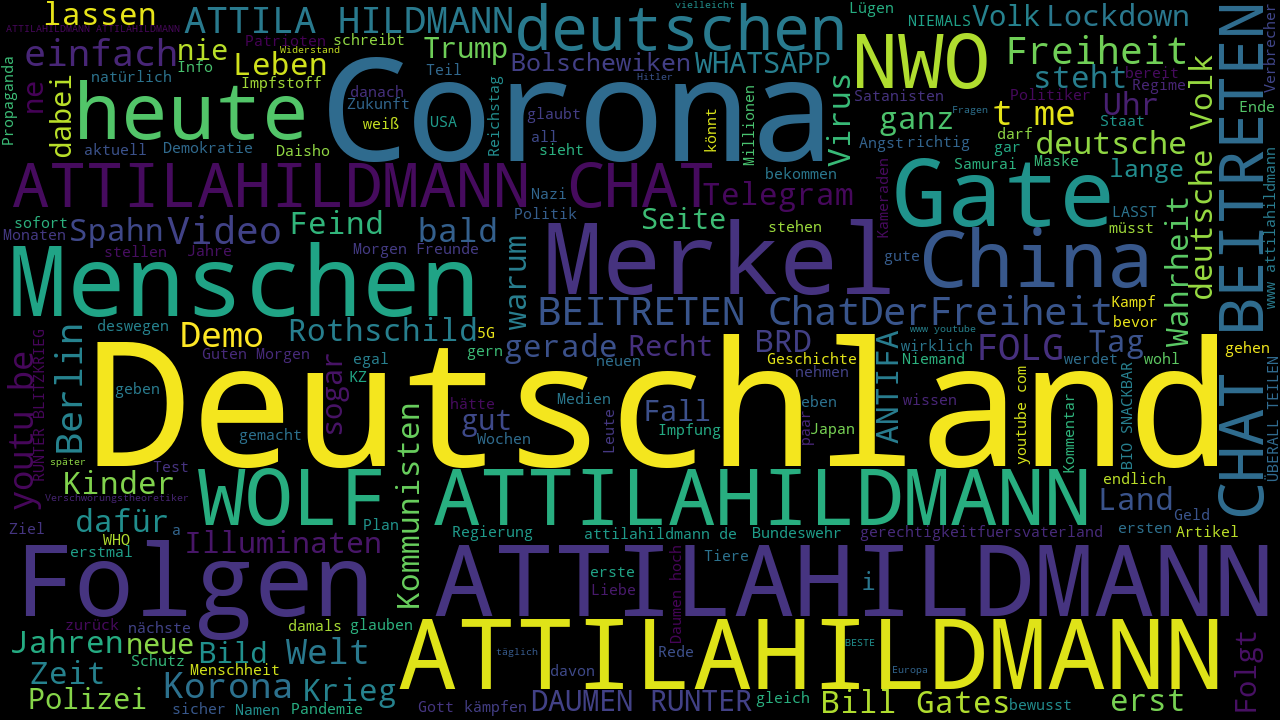 lassen
ATTILA HILDMANN
deutschen
vielleicht
Lügen
NIEMALS
Volk
Lockdown
ATTILAHILDMANN ATTILAHILDMANN
Patrioten
Widerstand
schreibt
Trump
NWO
Freiheit
BEITRETEN
Verbrecher
einfach
nie
Info
Leben
Corona
Bolschewiken
WHATSAPP
steht
bereit
Regime
Propaganda
ne
dabei
natürlich
Impfstoff
danach
Zukunft
Teil
Hitler
Virus
Satanisten
Fragen
Politiker
Uhr
Staat
Ende
heute
weiß
USA
Reichstag
glaubt
all
könnt
Millionen
ganz
t me
darf
Volk
aktuell
Demokratie
Daisho
sieht
Angst
richtig
gar
deutsche
ATTILAHILDMANN CHAT
Nazi
bekommen
Telegram
Kameraden
Gate
Samurai
Maske
lange
deutsche
www attilahildmann
sofort
Monaten
Spahn
Video
Feind
bald
Politik
Seite
stehen
LASST
müsst
Wahrheit
Menschen
stellen
Jahre
Morgen
Freunde
warum
Merkel
gute
China
CHAT BEITRETEN
BEITRETEN ChatDerFreiheit
Kampf
bevor
deswegen
Demo
Rothschild
5G
www youtube
wirklich
Niemand
FOLG
Tag
RUNTER BLITZKRIEG
Berlin
Guten Morgen
sogar
egal
KZ
gern
gerade
neuen
Recht
BRD
Geschichte
nehmen
ANTIFA
werdet
wohl
gehen
youtu be
geben
Deutschland
hätte
gut
Medien
Fall
eben
wissen
youtube com
Kommentar
BIO SNACKBAR
ÜBERALL TEILEN
gemacht
Kommunisten
Wochen
Leute
Impfung
paar
Japan
später
Test
Kinder
Verschwörungstheoretiker
WOLF
ATTILAHILDMANN
endlich
Land
Geld
Ziel
dafür
a
Plan
Regierung
attilahildmann de
Bundeswehr
gerechtigkeitfuersvaterland
ersten
Artikel
WHO
erstmal
Illuminaten
Folgen
ATTILAHILDMANN
Tiere
erste
Liebe
Daumen hoch
i
zurück
nächste
damals
glauben
Jahren
neue
Schutz
Bild
Menschheit
Welt
ATTILAHILDMANN
täglich
davon
Rede
BESTE
Europa
Folgt
Zeit
Polizei
Korona
Krieg
sicher
Namen
Pandemie
Gott
kämpfen
DAUMEN RUNTER
gleich
Bill Gates
bewusst
erst